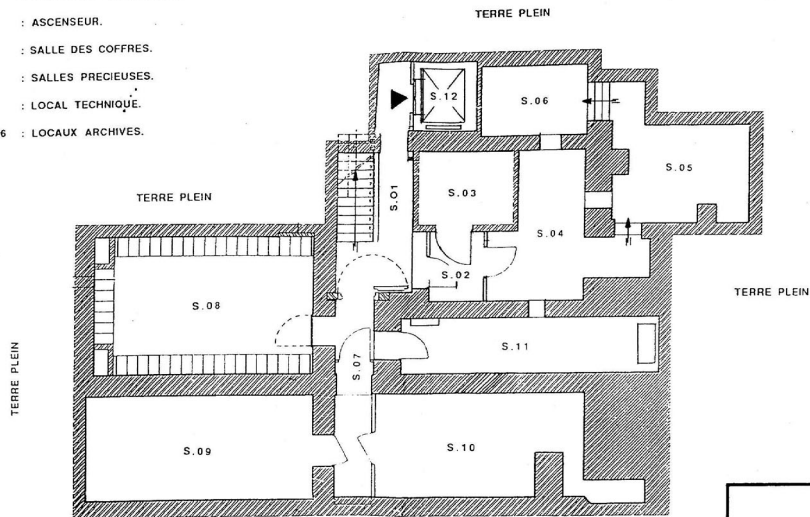 TERRE PLEIN
: ASCENSEUR.
: SALLE DES COFFRES.
: SALLES PRECIEUSES.
: LOCAL TECHNIQUE.
6 : LOCAUX ARCHIVES.
S.12
S.06
S.05
TERRE PLEIN
S.01
S.03
S.04
S.02
TERRE PLEIN
S.08
TERRE PLEIN
S.11
S.07
S.09
S.10